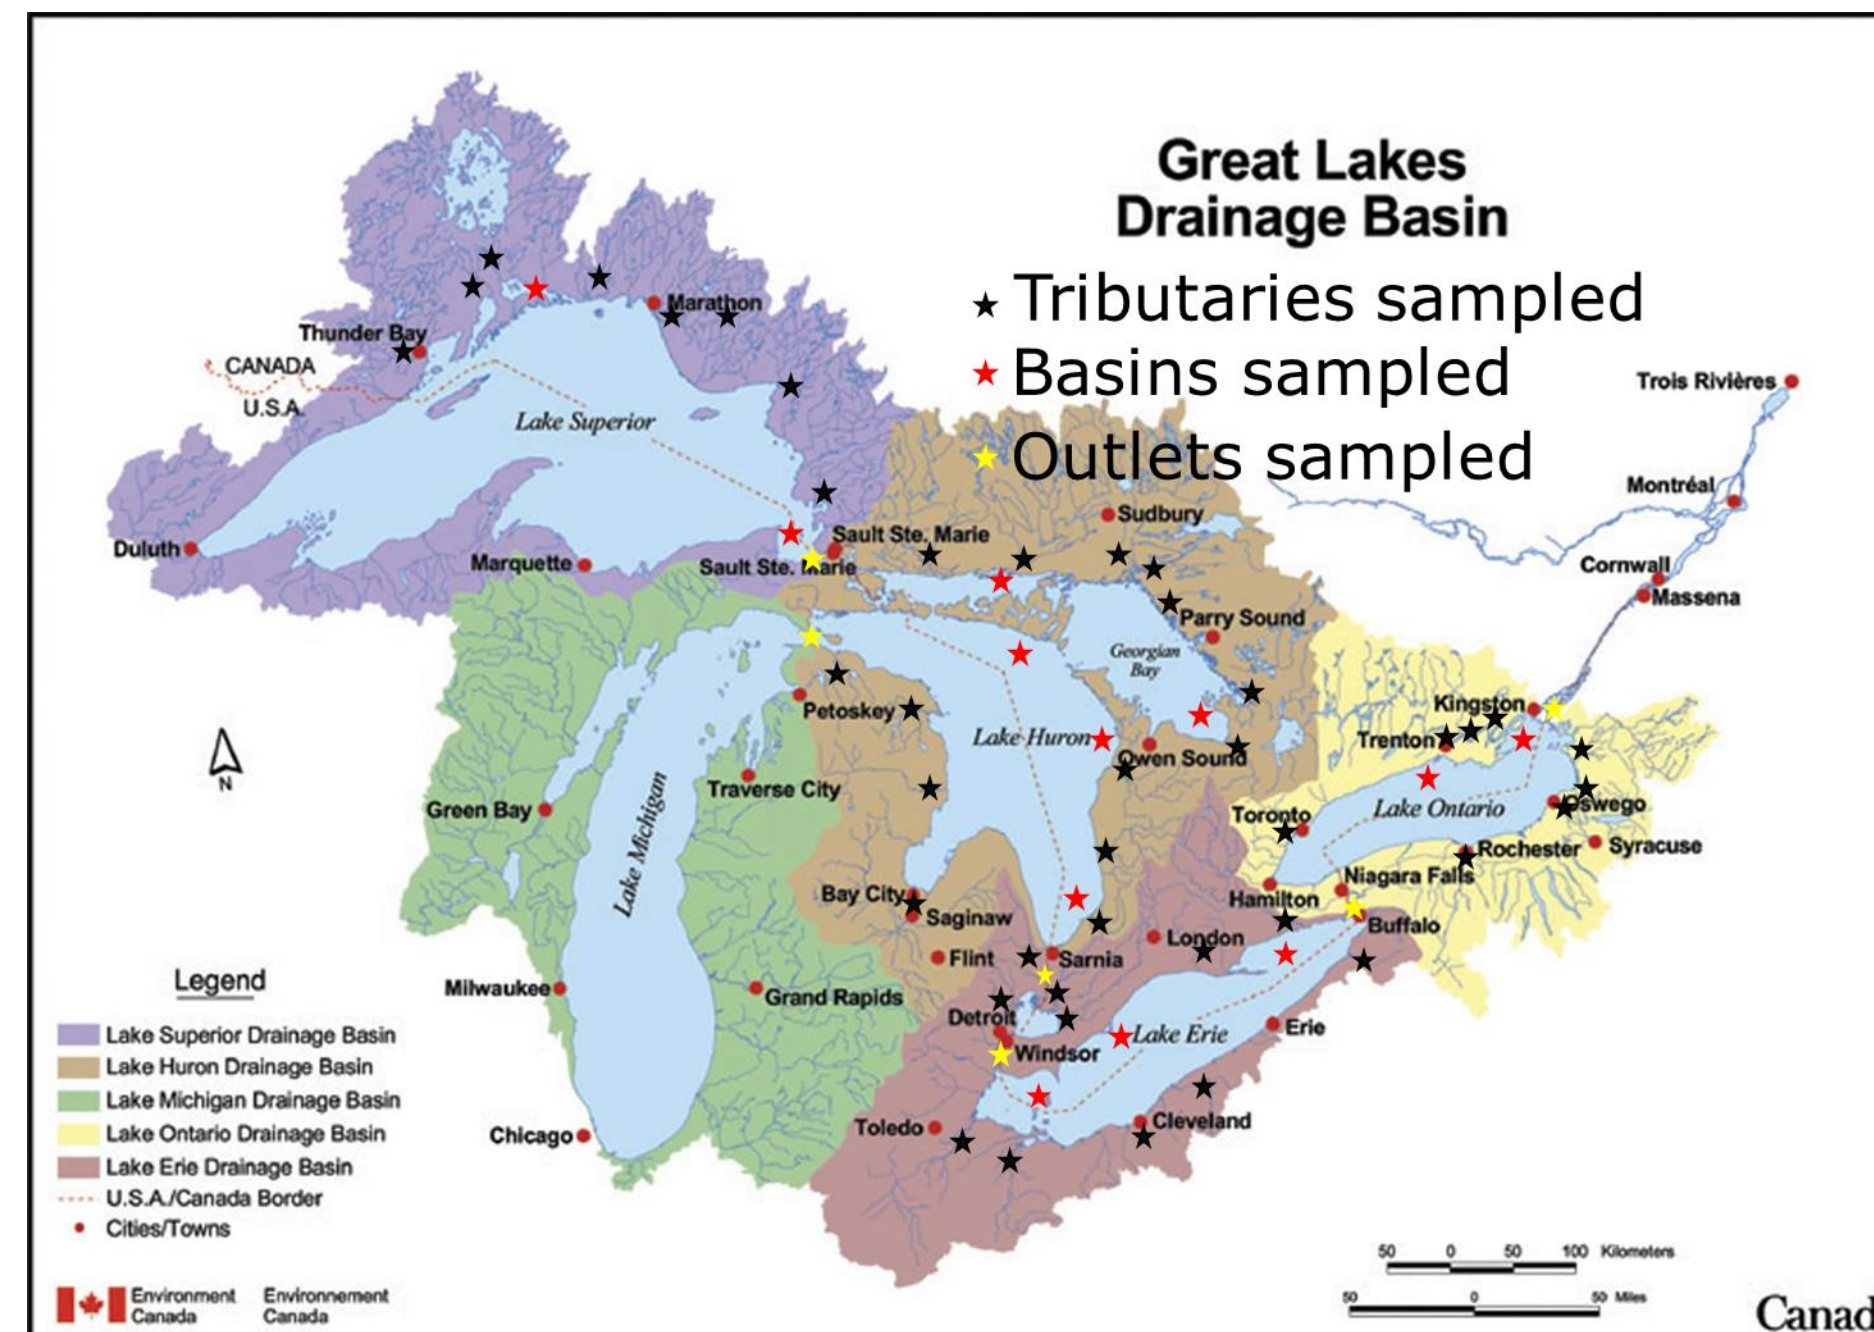 Great Lakes
Drainage Basin
Tributaries sampled
Basins sampled
Outlets sampled
Marathon
Thunder Bay
CANADA
U.S.A.
Lake Superior
Trois Rivières
Montréal
Sudbury
Sault Ste. Marie
Duluth
Marquette
Sault Ste. Marie
Cornwall
Massena
Parry Sound
Georgian
Bay
Petoskey
Kingston
Lake Huron
Trenton
Owen Sound
Traverse City
Green Bay
Lake Michigan
Toronto
Lake Ontario
Oswego
Rochester
Syracuse
Niagara Falls
Bay City
Saginaw
Hamilton
Buffalo
London
Flint
Sarnia
N
Milwaukee
Grand Rapids
Detroit
Lake Erie
Erie
Windsor
Chicago
Toledo
Cleveland
Legend
Lake Superior Drainage Basin
Lake Huron Drainage Basin
Lake Michigan Drainage Basin
Lake Ontario Drainage Basin
Lake Erie Drainage Basin
U.S.A./Canada Border
Cities/Towns
50 0 50 100 Kilometers
50 0 50 Miles
Environment
Canada
Environnement
Canada
Canad